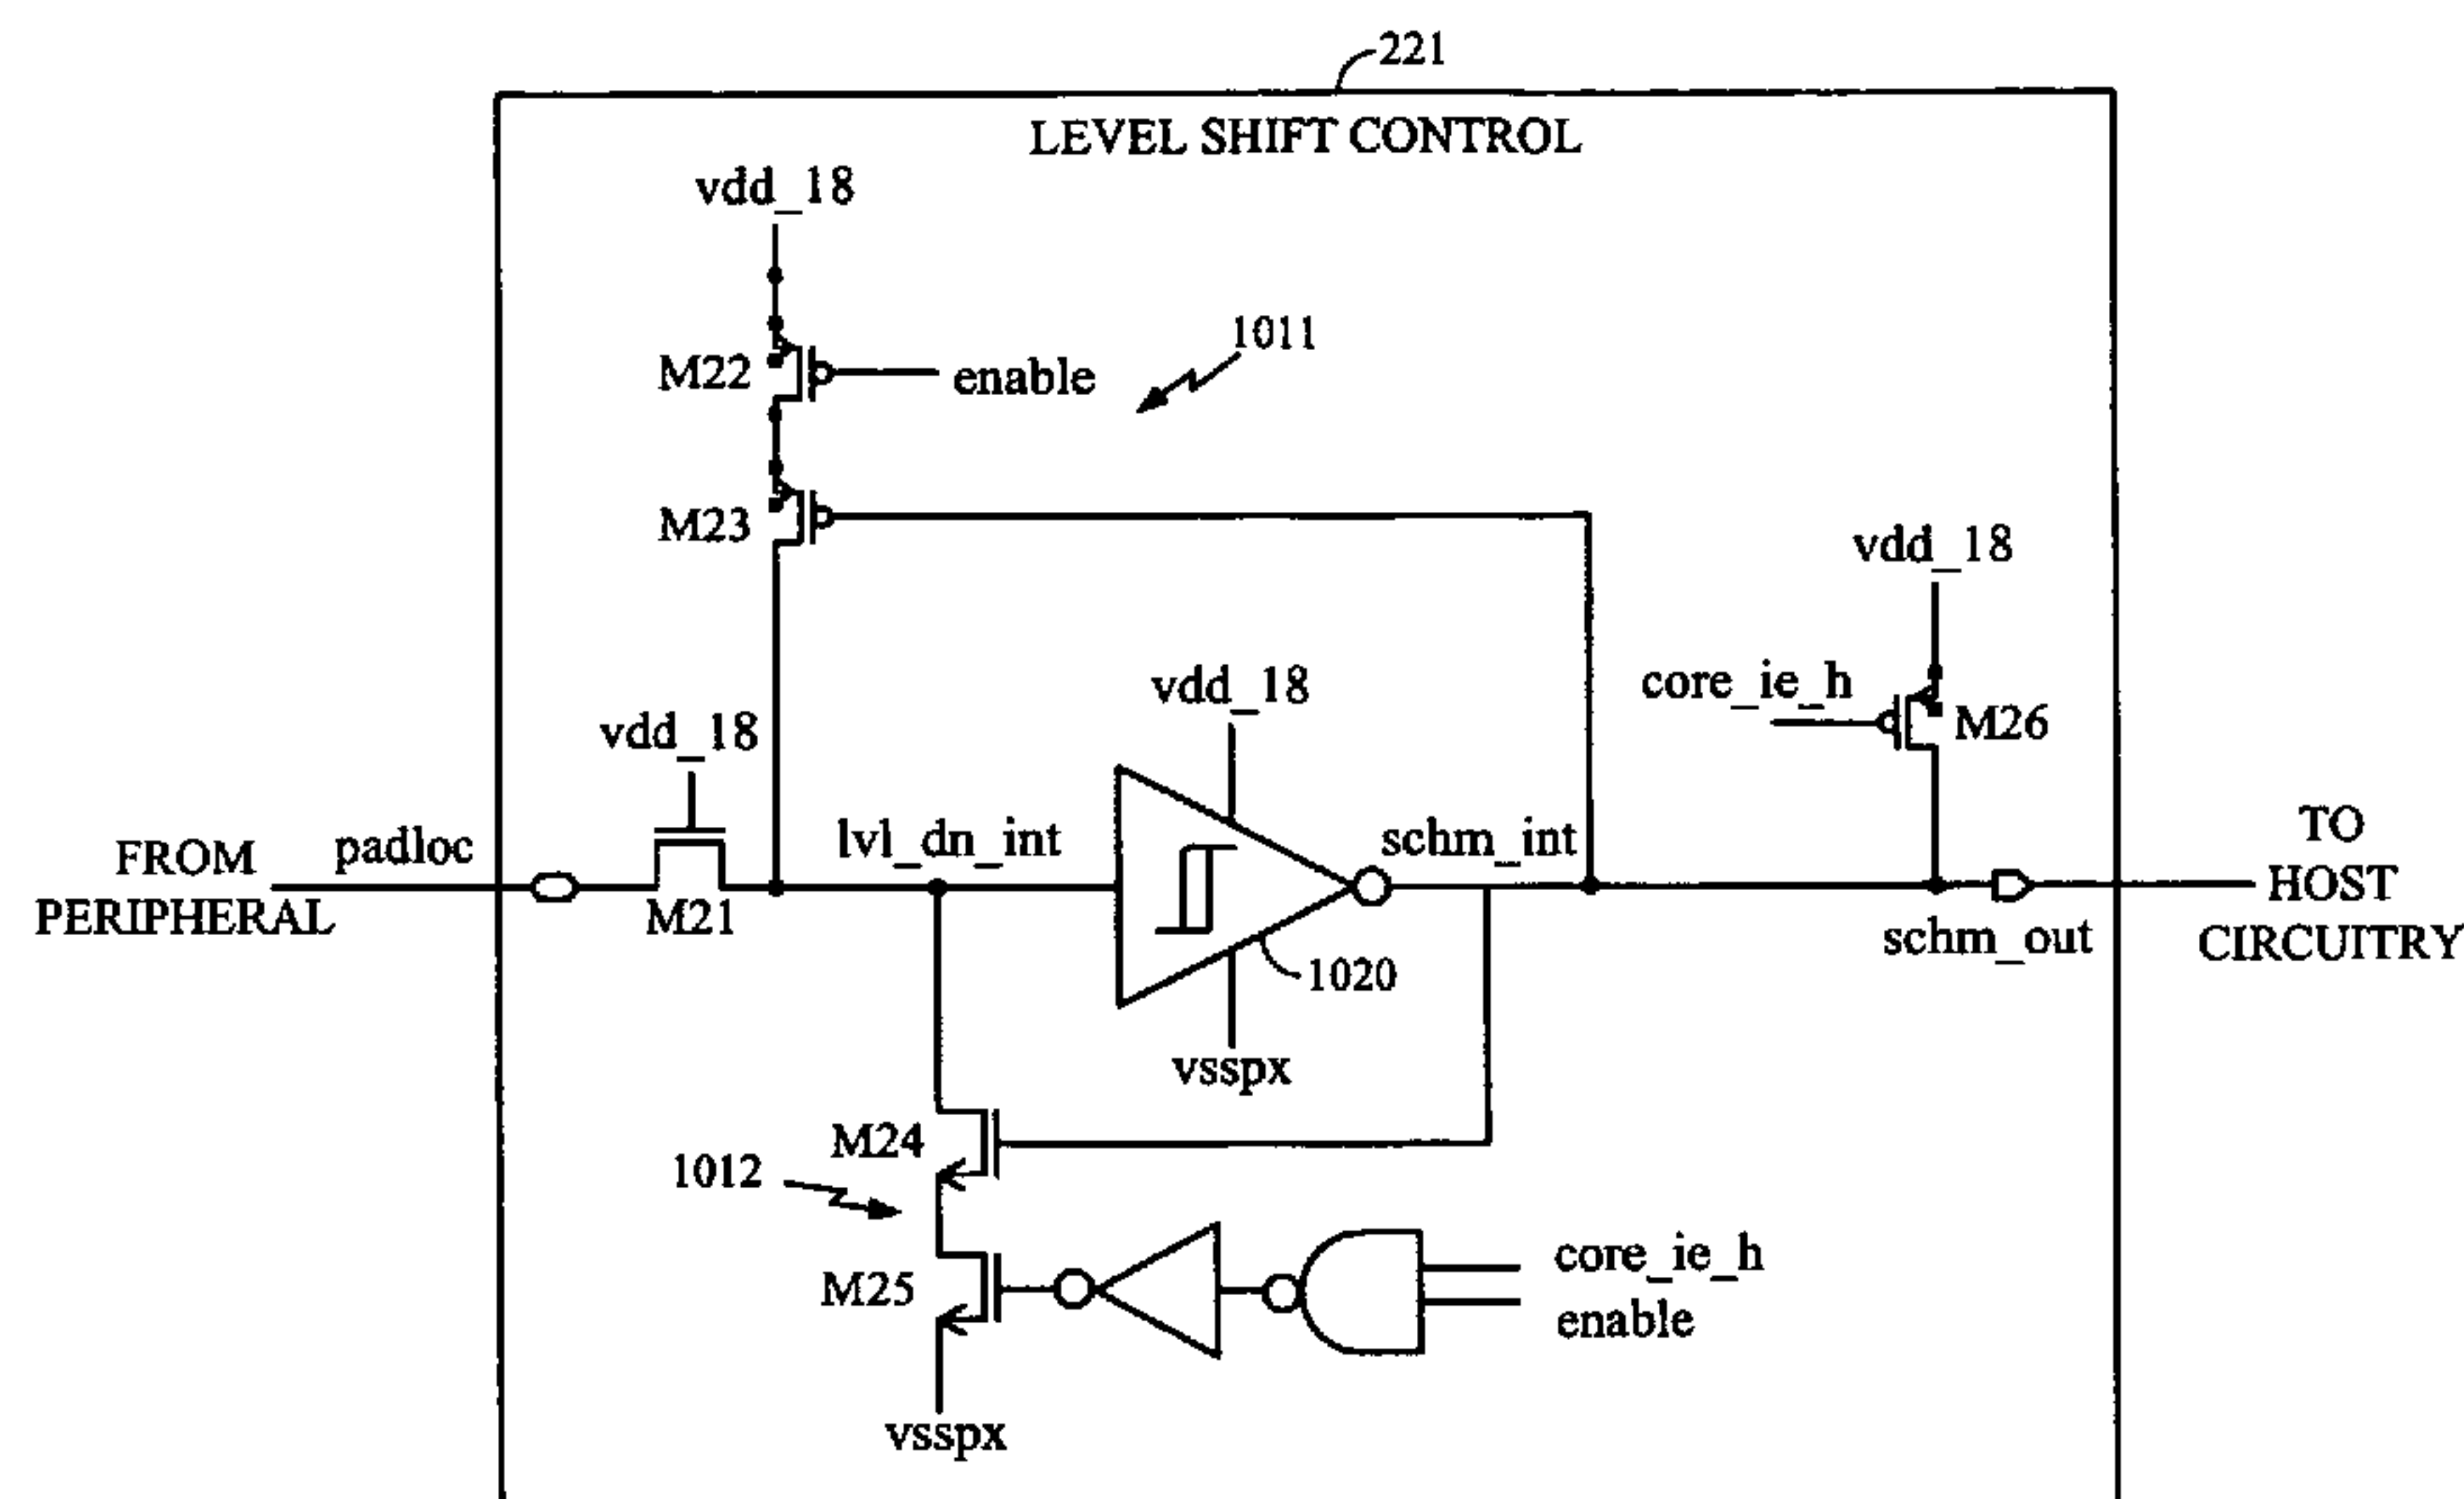 221
LEVEL SHIFT CONTROL
vdd_18
1011
M22
enable
M23
vdd_18
core_ie_h
M26
vdd_18
vdd_18
FROM
PERIPHERAL
padloc
M21
lvl_dn_int
schm_int
TO
HOST
CIRCUITRY
schm_out
1020
vsspx
M24
1012
M25
core_ie_h
enable
vsspx